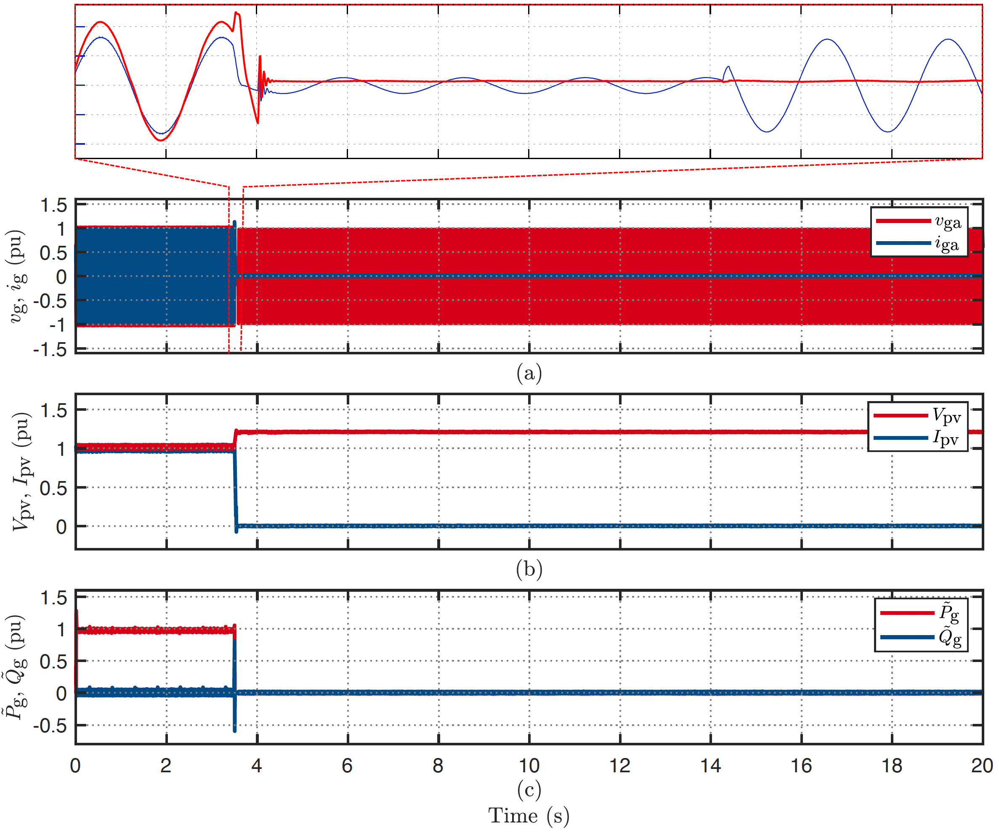 1.5
1
0.5
0
-0.5
-1
-1.5
vg, ig (pu)
vga
iga
(a)
1.5
1
0.5
0
Vpv, Ipv (pu)
Vpv
Ipv
(b)
1.5
1
0.5
0
-0.5
P̃g, Q̃g (pu)
P̃g
Q̃g
0 2 4 6 8 10 12 14 16 18 20
(c)
Time (s)